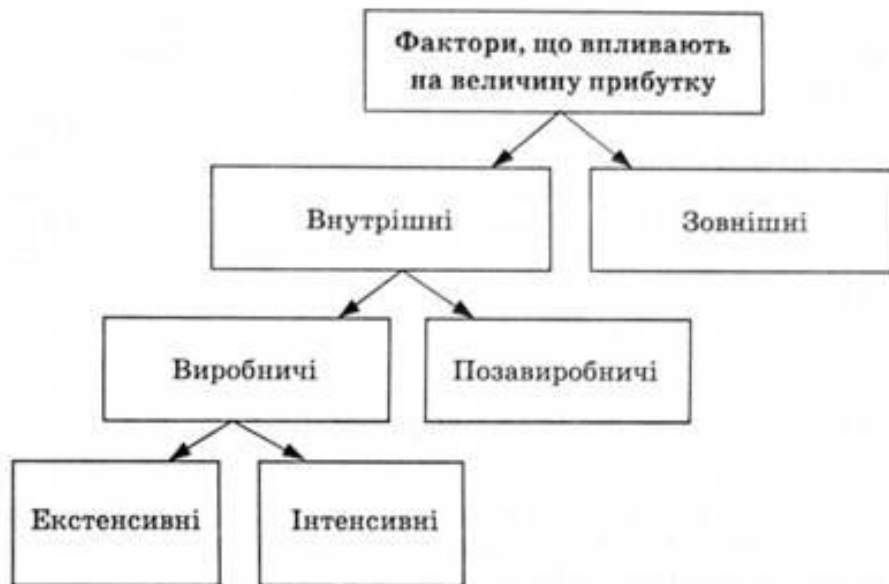 Фактори, що впливають
на величину прибутку
Внутрішні
Зовнішні
Виробничі
Позавиробничі
Екстенсивні
Інтенсивні